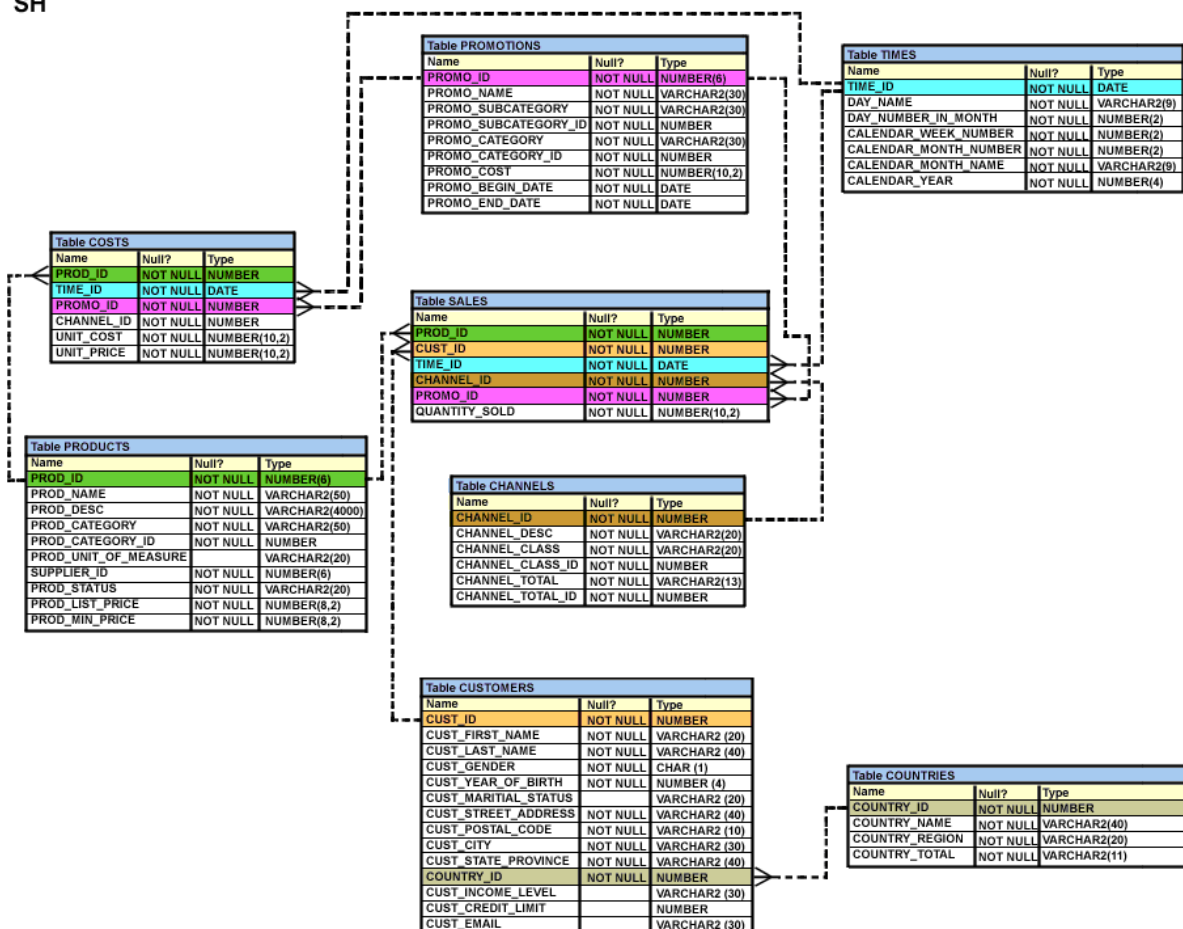 SH
Table PROMOTIONS
Name Null? Type
PROMO_ID NOT NULL NUMBER(6)
PROMO_NAME NOT NULL VARCHAR2(30)
PROMO_SUBCATEGORY NOT NULL VARCHAR2(30)
PROMO_SUBCATEGORY_ID NOT NULL NUMBER
PROMO_CATEGORY NOT NULL VARCHAR2(30)
PROMO_CATEGORY_ID NOT NULL NUMBER
PROMO_COST NOT NULL NUMBER(10,2)
PROMO_BEGIN_DATE NOT NULL DATE
PROMO_END_DATE NOT NULL DATE
Table TIMES
Name Null? Type
TIME_ID NOT NULL DATE
DAY_NAME NOT NULL VARCHAR2(9)
DAY_NUMBER_IN_MONTH NOT NULL NUMBER(2)
CALENDAR_WEEK_NUMBER NOT NULL NUMBER(2)
CALENDAR_MONTH_NUMBER NOT NULL NUMBER(2)
CALENDAR_MONTH_NAME NOT NULL VARCHAR2(9)
CALENDAR_YEAR NOT NULL NUMBER(4)
Table COSTS
Name Null? Type
PROD_ID NOT NULL NUMBER
TIME_ID NOT NULL DATE
PROMO_ID NOT NULL NUMBER
CHANNEL_ID NOT NULL NUMBER
UNIT_COST NOT NULL NUMBER(10,2)
UNIT_PRICE NOT NULL NUMBER(10,2)
Table SALES
Name Null? Type
PROD_ID NOT NULL NUMBER
CUST_ID NOT NULL NUMBER
TIME_ID NOT NULL DATE
CHANNEL_ID NOT NULL NUMBER
PROMO_ID NOT NULL NUMBER
QUANTITY_SOLD NOT NULL NUMBER(10,2)
Table PRODUCTS
Name Null? Type
PROD_ID NOT NULL NUMBER(6)
PROD_NAME NOT NULL VARCHAR2(50)
PROD_DESC NOT NULL VARCHAR2(4000)
PROD_CATEGORY NOT NULL VARCHAR2(50)
PROD_CATEGORY_ID NOT NULL NUMBER
PROD_UNIT_OF_MEASURE VARCHAR2(20)
SUPPLIER_ID NOT NULL NUMBER(6)
PROD_STATUS NOT NULL VARCHAR2(20)
PROD_LIST_PRICE NOT NULL NUMBER(8,2)
PROD_MIN_PRICE NOT NULL NUMBER(8,2)
Table CHANNELS
Name Null? Type
CHANNEL_ID NOT NULL NUMBER
CHANNEL_DESC NOT NULL VARCHAR2(20)
CHANNEL_CLASS NOT NULL VARCHAR2(20)
CHANNEL_CLASS_ID NOT NULL NUMBER
CHANNEL_TOTAL NOT NULL VARCHAR2(13)
CHANNEL_TOTAL_ID NOT NULL NUMBER
Table CUSTOMERS
Name Null? Type
CUST_ID NOT NULL NUMBER
CUST_FIRST_NAME NOT NULL VARCHAR2 (20)
CUST_LAST_NAME NOT NULL VARCHAR2 (40)
CUST_GENDER NOT NULL CHAR (1)
CUST_YEAR_OF_BIRTH NOT NULL NUMBER (4)
CUST_MARITIAL_STATUS VARCHAR2 (20)
CUST_STREET_ADDRESS NOT NULL VARCHAR2 (40)
CUST_POSTAL_CODE NOT NULL VARCHAR2 (10)
CUST_CITY NOT NULL VARCHAR2 (30)
CUST_STATE_PROVINCE NOT NULL VARCHAR2 (40)
COUNTRY_ID NOT NULL NUMBER
CUST_INCOME_LEVEL VARCHAR2 (30)
CUST_CREDIT_LIMIT NUMBER
CUST_EMAIL VARCHAR2 (30)
Table COUNTRIES
Name Null? Type
COUNTRY_ID NOT NULL NUMBER
COUNTRY_NAME NOT NULL VARCHAR2(40)
COUNTRY_REGION NOT NULL VARCHAR2(20)
COUNTRY_TOTAL NOT NULL VARCHAR2(11)